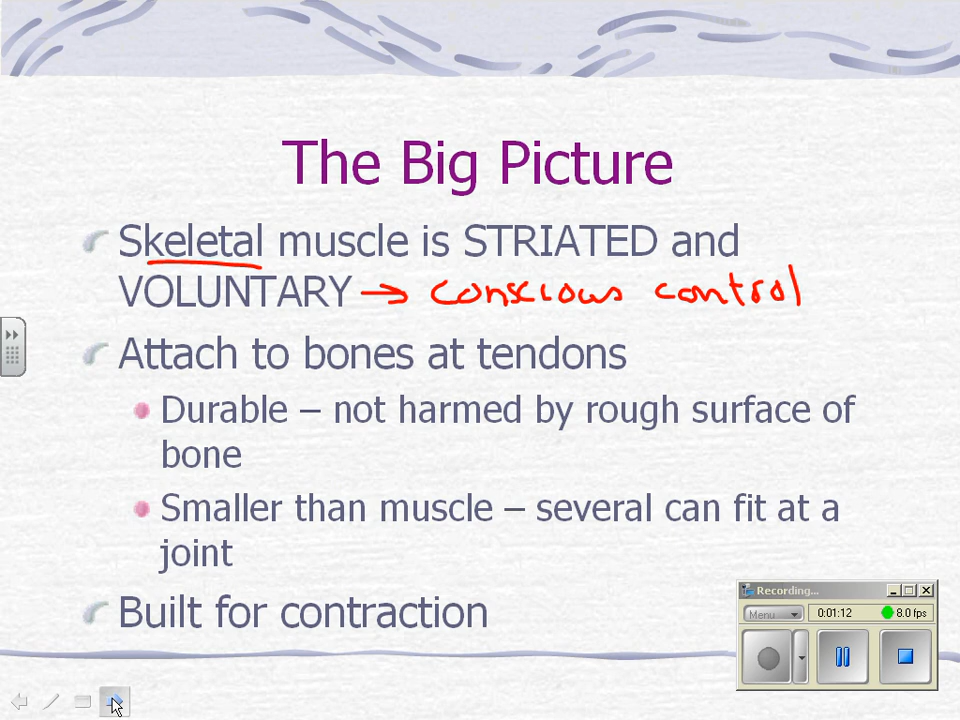 The Big Picture
Skeletal muscle is STRIATED and
VOLUNTARY → conscious control
Attach to bones at tendons
Durable – not harmed by rough surface of
bone
Smaller than muscle – several can fit at a
joint
Built for contraction
Recording...
Menu 0:01:12 8.0 fps